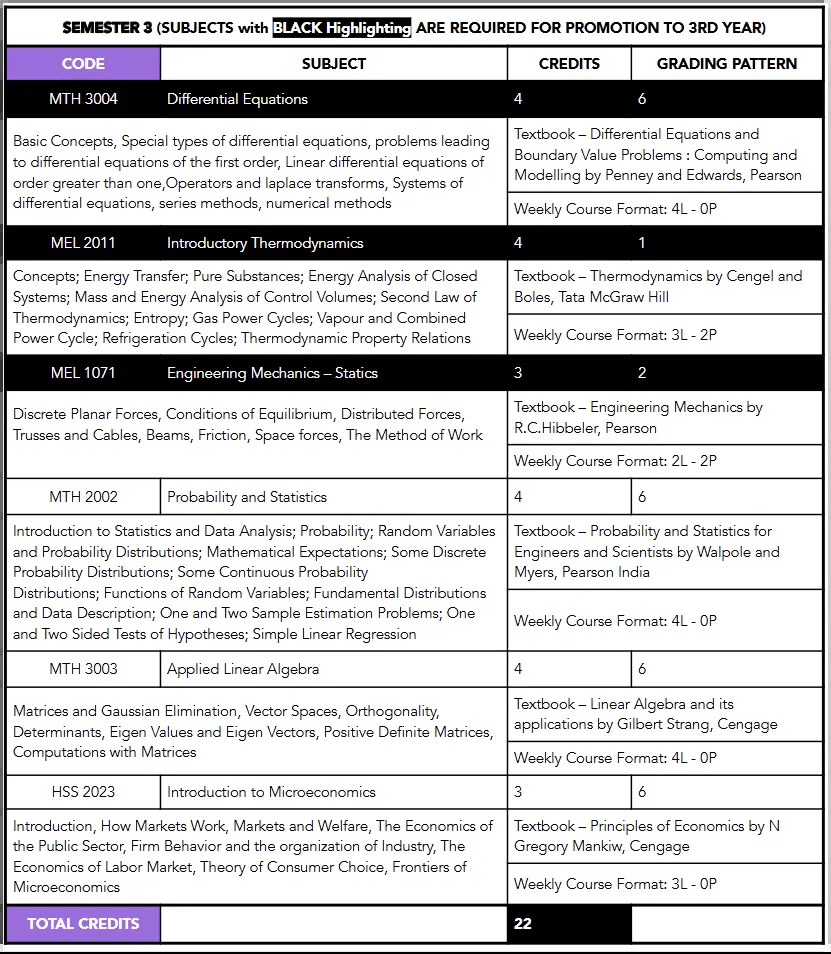 SEMESTER 3 (SUBJECTS with BLACK Highlighting ARE REQUIRED FOR PROMOTION TO 3RD YEAR)
CODE SUBJECT CREDITS GRADING PATTERN
MTH 3004 Differential Equations 4 6
Basic Concepts, Special types of differential equations, problems leading
to differential equations of the first order, Linear differential equations of
order greater than one,Operators and laplace transforms, Systems of
differential equations, series methods, numerical methods
Textbook – Differential Equations and
Boundary Value Problems : Computing and
Modelling by Penney and Edwards, Pearson
Weekly Course Format: 4L - 0P
MEL 2011 Introductory Thermodynamics 4 1
Concepts; Energy Transfer; Pure Substances; Energy Analysis of Closed
Systems; Mass and Energy Analysis of Control Volumes; Second Law of
Thermodynamics; Entropy; Gas Power Cycles; Vapour and Combined
Power Cycle; Refrigeration Cycles; Thermodynamic Property Relations
Textbook – Thermodynamics by Cengel and
Boles, Tata McGraw Hill
Weekly Course Format: 3L - 2P
MEL 1071 Engineering Mechanics – Statics 3 2
Discrete Planar Forces, Conditions of Equilibrium, Distributed Forces,
Trusses and Cables, Beams, Friction, Space forces, The Method of Work
Textbook – Engineering Mechanics by
R.C.Hibbeler, Pearson
Weekly Course Format: 2L - 2P
MTH 2002 Probability and Statistics 4 6
Introduction to Statistics and Data Analysis; Probability; Random Variables
and Probability Distributions; Mathematical Expectations; Some Discrete
Probability Distributions; Some Continuous Probability
Distributions; Functions of Random Variables; Fundamental Distributions
and Data Description; One and Two Sample Estimation Problems; One
and Two Sided Tests of Hypotheses; Simple Linear Regression
Textbook – Probability and Statistics for
Engineers and Scientists by Walpole and
Myers, Pearson India
Weekly Course Format: 4L - 0P
MTH 3003 Applied Linear Algebra 4 6
Matrices and Gaussian Elimination, Vector Spaces, Orthogonality,
Determinants, Eigen Values and Eigen Vectors, Positive Definite Matrices,
Computations with Matrices
Textbook – Linear Algebra and its
applications by Gilbert Strang, Cengage
Weekly Course Format: 4L - 0P
HSS 2023 Introduction to Microeconomics 3 6
Introduction, How Markets Work, Markets and Welfare, The Economics of
the Public Sector, Firm Behavior and the organization of Industry, The
Economics of Labor Market, Theory of Consumer Choice, Frontiers of
Microeconomics
Textbook – Principles of Economics by N
Gregory Mankiw, Cengage
Weekly Course Format: 3L - 0P
TOTAL CREDITS 22